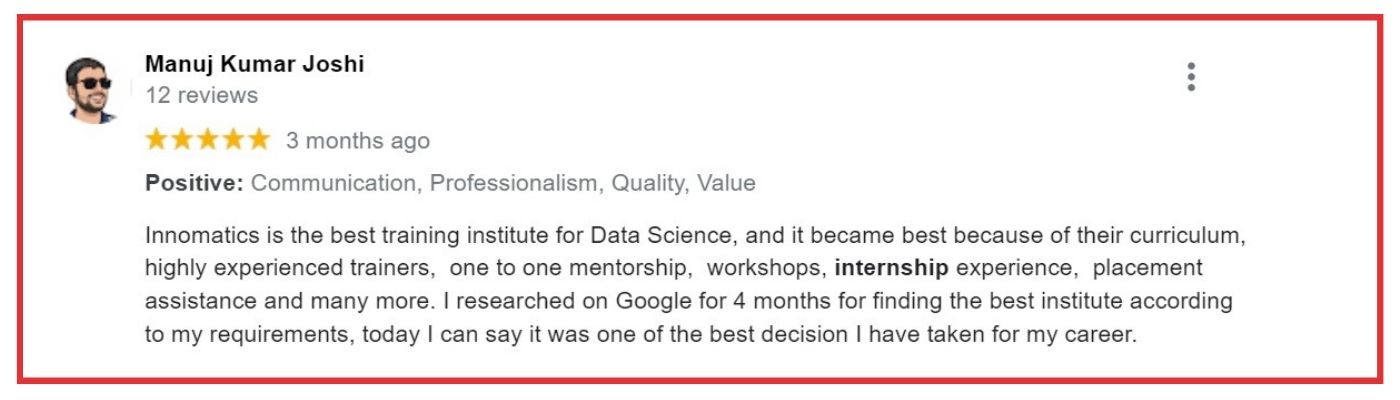 Manuj Kumar Joshi
12 reviews
3 months ago
Positive: Communication, Professionalism, Quality, Value
Innomatics is the best training institute for Data Science, and it became best because of their curriculum,
highly experienced trainers,  one to one mentorship,  workshops, internship experience,  placement
assistance and many more. I researched on Google for 4 months for finding the best institute according
to my requirements, today I can say it was one of the best decision I have taken for my career.